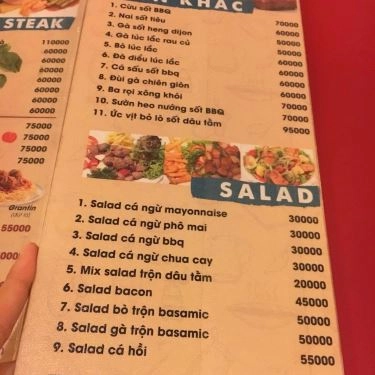 STEAK
110000
60000
60000
60000
60000
60000
75000
75000
75000
Grantin
(ĐÚT LÒ)
55000
5000
KHÁC
1. Cừu sốt BBQ 70000
2. Nai sốt tiêu 60000
3. Gà sốt heng dijon 60000
4. Gà lúc lắc rau củ 50000
5. Bò lúc lắc 50000
6. Đà điểu lúc lắc 60000
7. Cá sấu sốt bbq 60000
8. Đùi gà chiên giòn 60000
9. Ba rọi xông khói 60000
10. Sườn heo nướng sốt BBQ 70000
11. Ức vịt bỏ lò sốt dâu tằm 95000
SALAD
1. Salad cá ngừ mayonnaise 30000
2. Salad cá ngừ phô mai 30000
3. Salad cá ngừ bbq 30000
4. Salad cá ngừ chua cay 30000
5. Mix salad trộn dâu tằm 20000
6. Salad bacon 45000
7. Salad bò trộn basamic 50000
8. Salad gà trộn basamic 50000
9. Salad cá hồi 55000